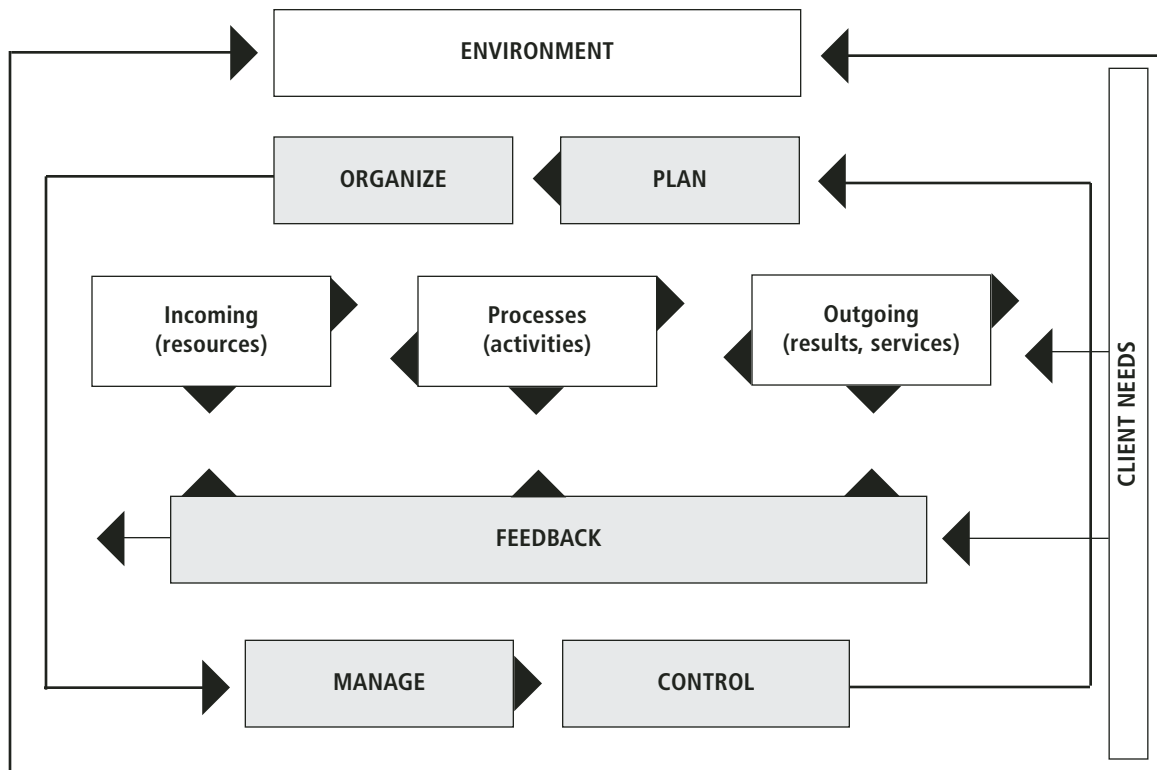 ENVIRONMENT
ORGANIZE
PLAN
Incoming
(resources)
Processes
(activities)
Outgoing
(results, services)
CLIENT NEEDS
FEEDBACK
MANAGE
CONTROL